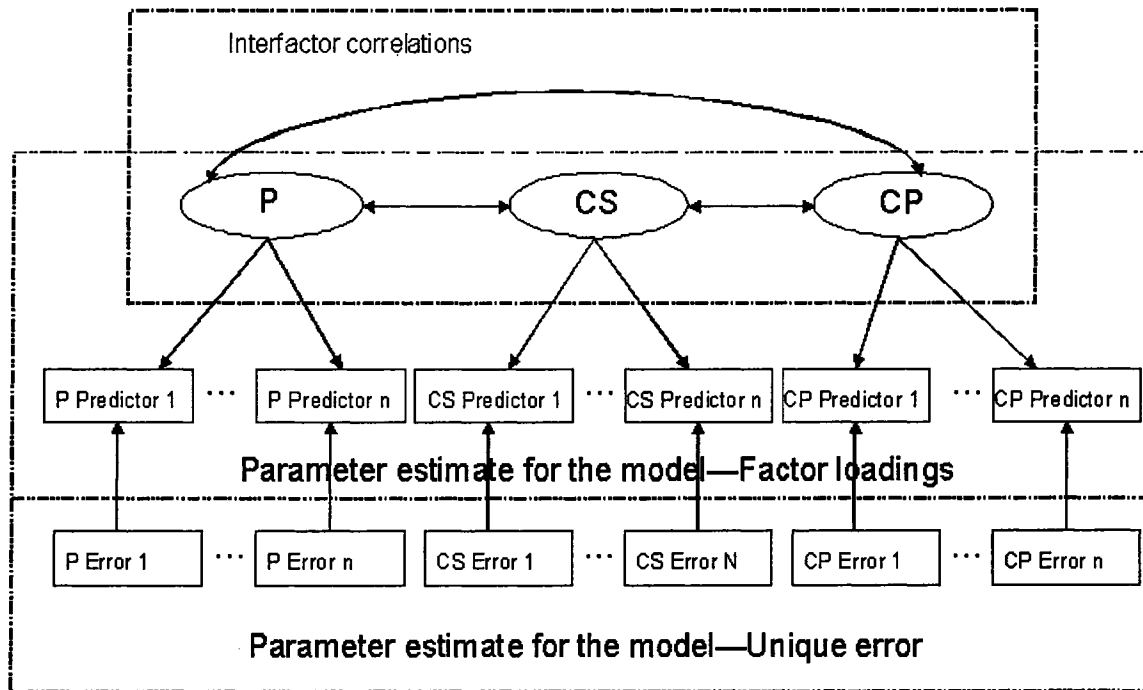 Interfactor correlations
P CS CP
P Predictor 1 ... P Predictor n CS Predictor 1 ... CS Predictor n CP Predictor 1 ... CP Predictor n
Parameter estimate for the model—Factor loadings
P Error 1 ... P Error n CS Error 1 ... CS Error N CP Error 1 ... CP Error n
Parameter estimate for the model—Unique error